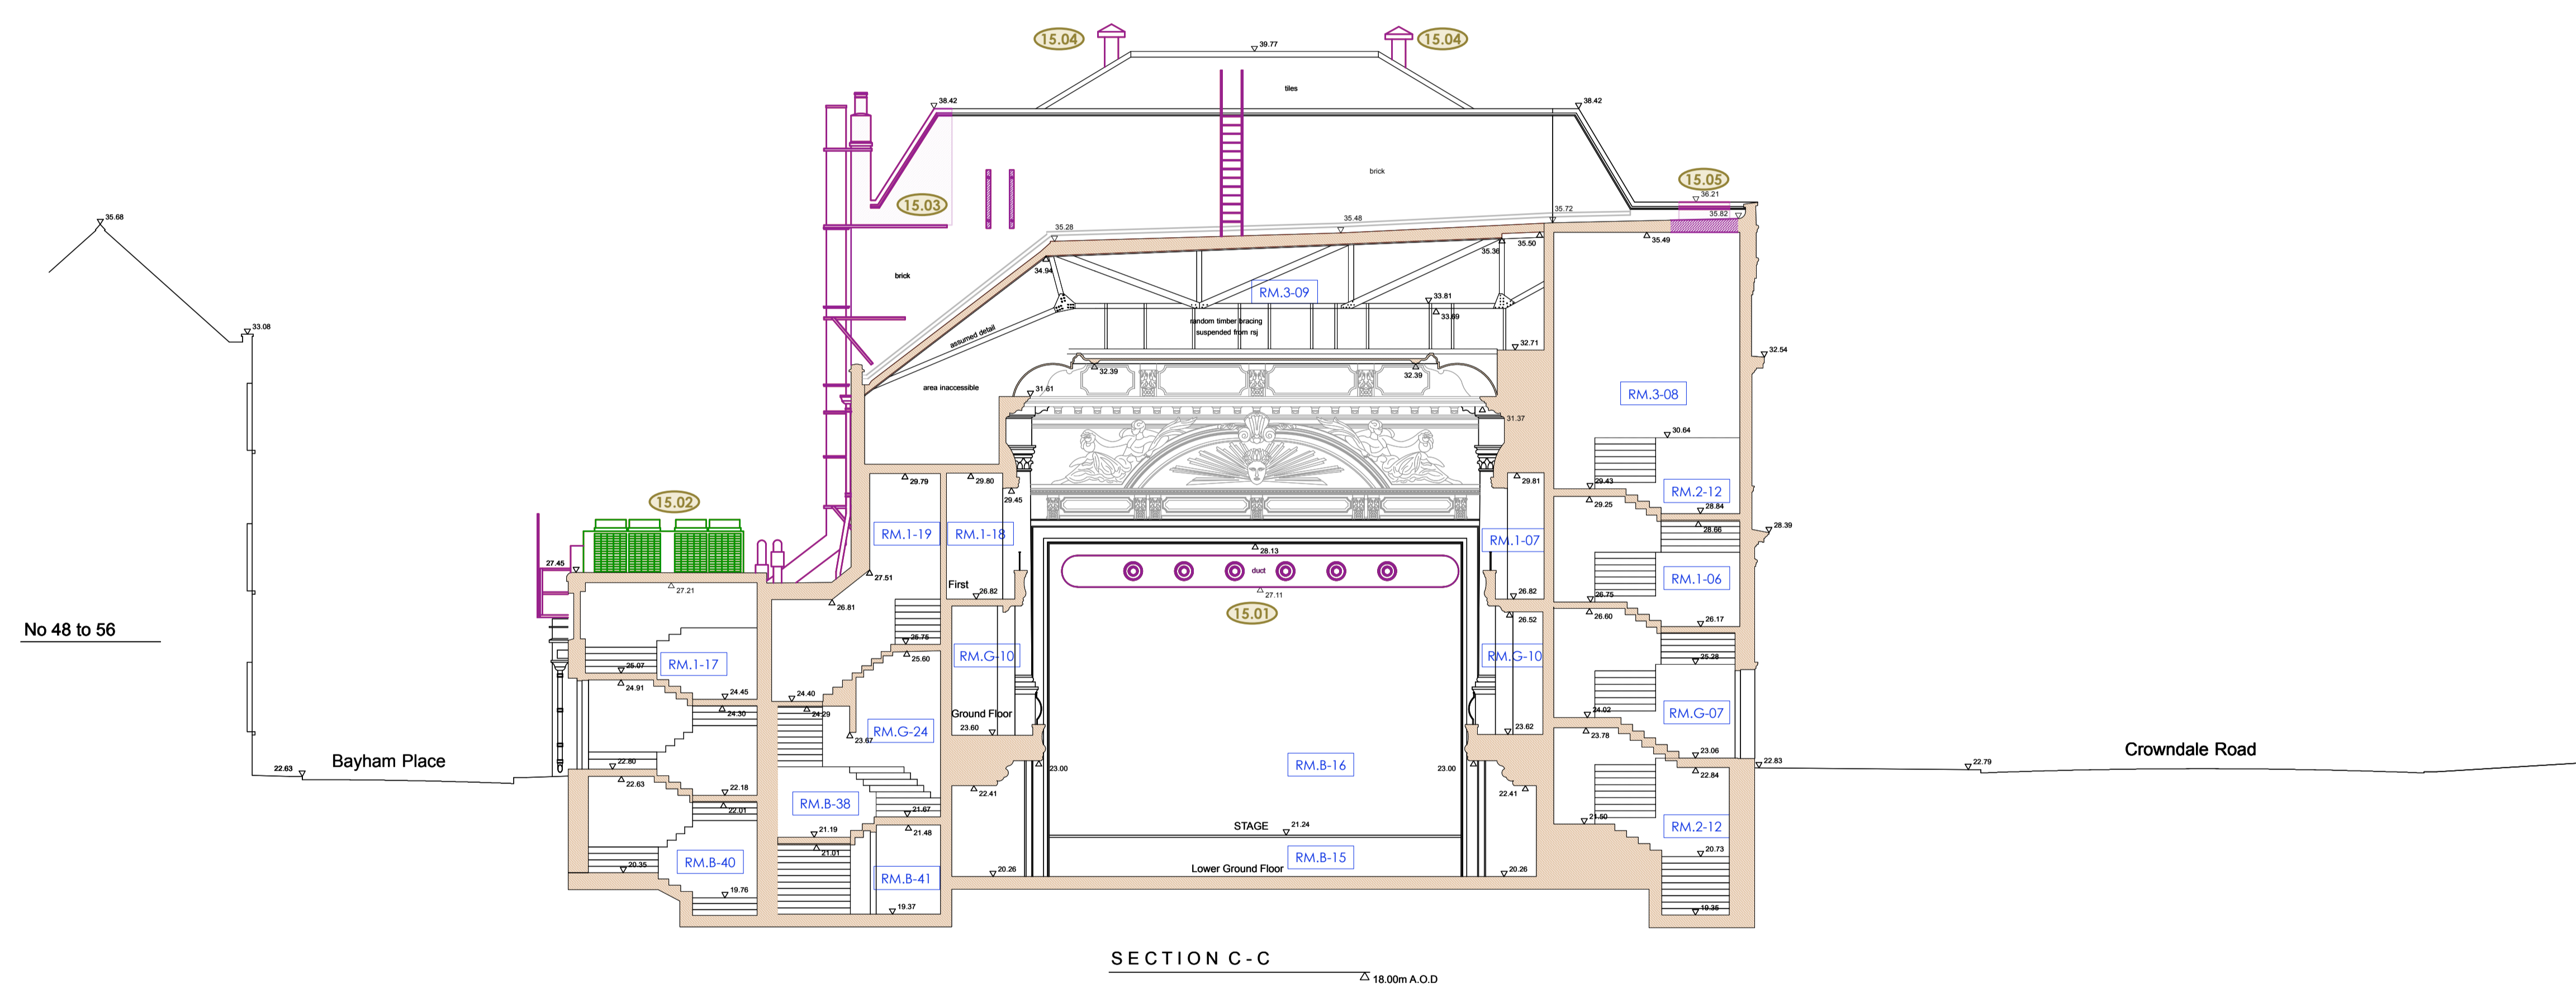 15.04
15.04
39.77
tiles
38.42
38.42
brick
15.03
15.05
36.21
35.82
35.68
35.72
35.48
35.28
35.50
35.36
35.49
34.94
brick
RM.3-09
33.81
33.69
33.08
random timber bracing
suspended from rsj
assumed detail
32.71
32.54
32.39
32.39
area inaccessible
31.61
31.37
RM.3-08
30.64
29.79
29.80
29.45
29.81
29.43
29.25
RM.2-12
28.84
28.66
28.39
15.02
RM.1-19
RM.1-18
RM.1-07
28.13
duct
27.11
15.01
27.45
27.21
27.51
First
26.82
26.82
26.81
26.75
26.60
26.52
RM.1-06
26.17
No 48 to 56
25.75
25.60
RM.1-17
25.07
24.91
24.45
24.30
24.40
24.29
RM.G-10
RM.G-10
25.28
RM.G-24
23.67
Ground Floor
23.60
23.62
24.02
23.78
RM.G-07
23.06
22.84
Bayham Place
22.63
22.80
22.63
22.18
22.01
23.00
23.00
RM.B-16
22.83
22.79
Crowndale Road
22.41
22.41
RM.B-38
21.67
21.48
21.19
21.01
STAGE
21.24
21.50
RM.2-12
RM.B-40
20.35
19.76
RM.B-41
19.37
20.26
Lower Ground Floor
RM.B-15
20.26
20.73
19.35
SECTION C-C
18.00m A.O.D